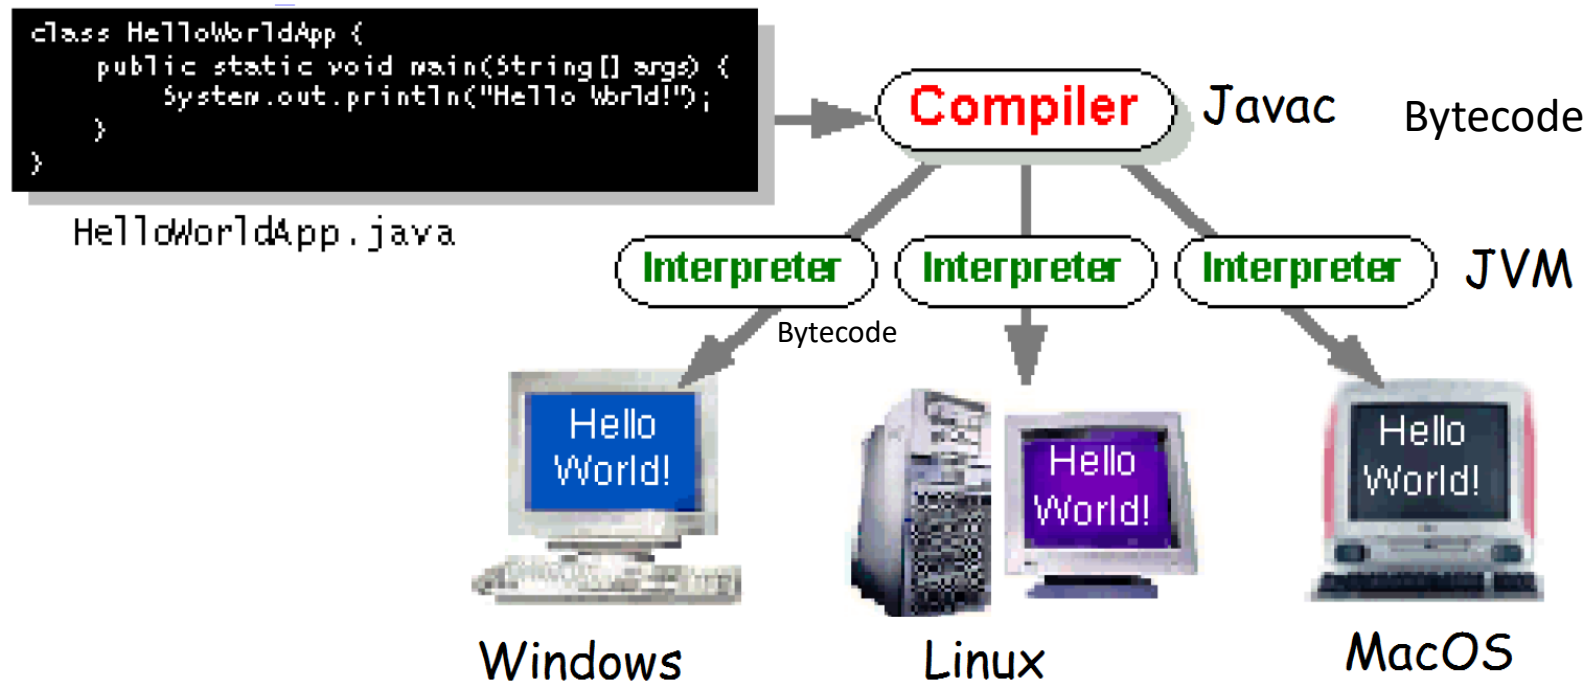 class HelloWorldApp {
public static void main(String[] args) {
System.out.println("Hello World!");
}
}
HelloWorldApp.java
Compiler
Javac
Bytecode
Interpreter
Interpreter
Interpreter
JVM
Bytecode
Hello
World!
Hello
World!
Hello
World!
Windows
Linux
MacOS